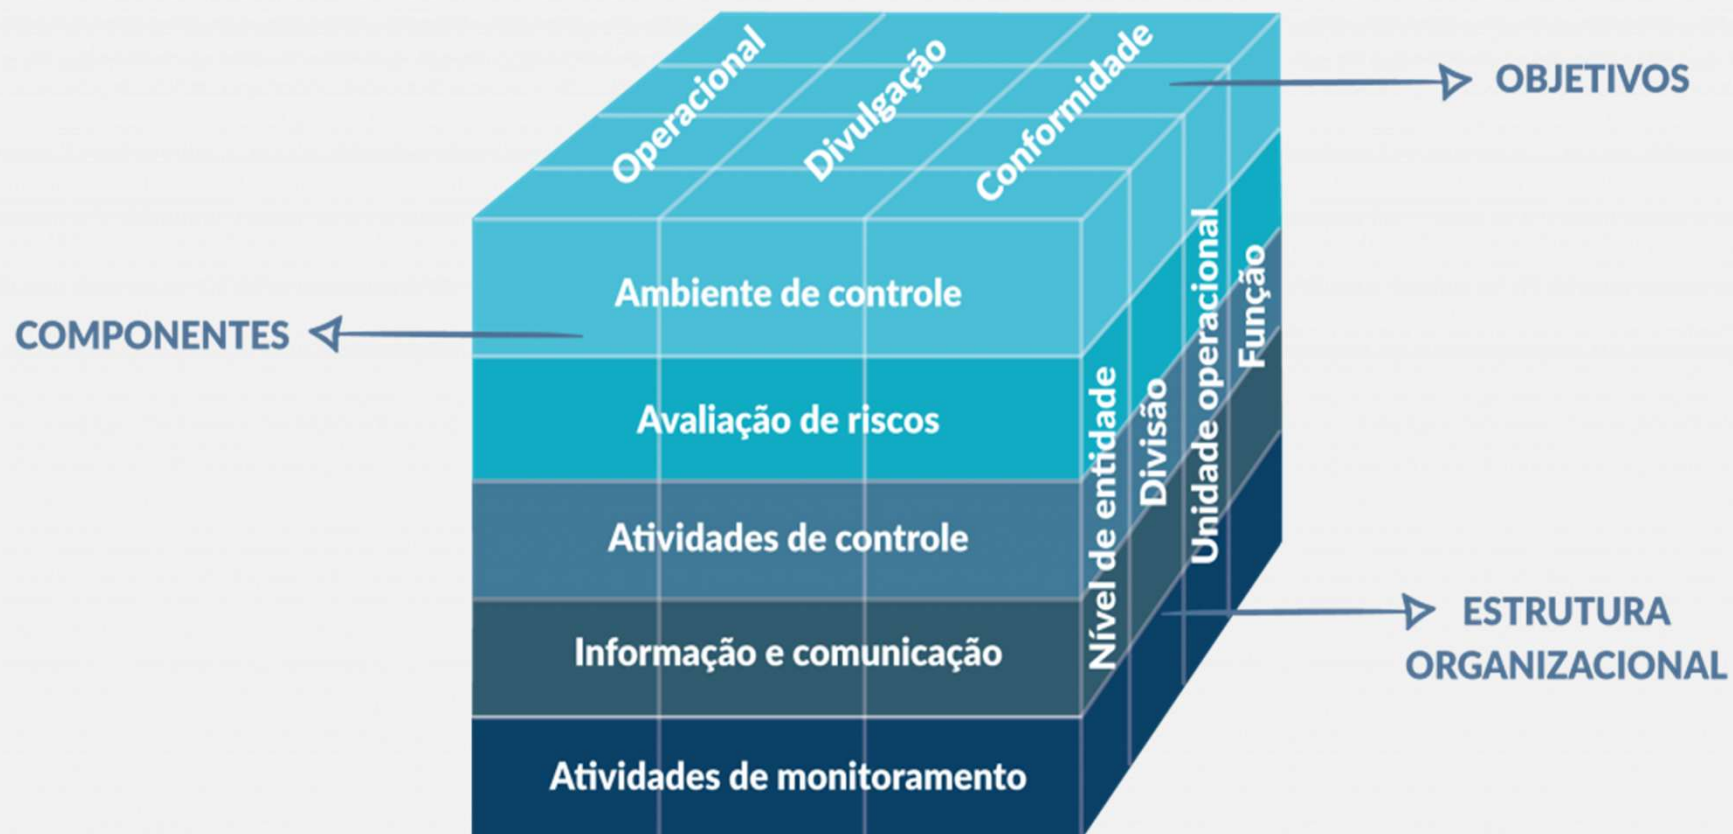 Operacional
Divulgação
Conformidade
OBJETIVOS
Ambiente de controle
COMPONENTES
Avaliação de riscos
Atividades de controle
Informação e comunicação
Atividades de monitoramento
Nível de entidade
Divisão
Unidade operacional
Função
ESTRUTURA
ORGANIZACIONAL